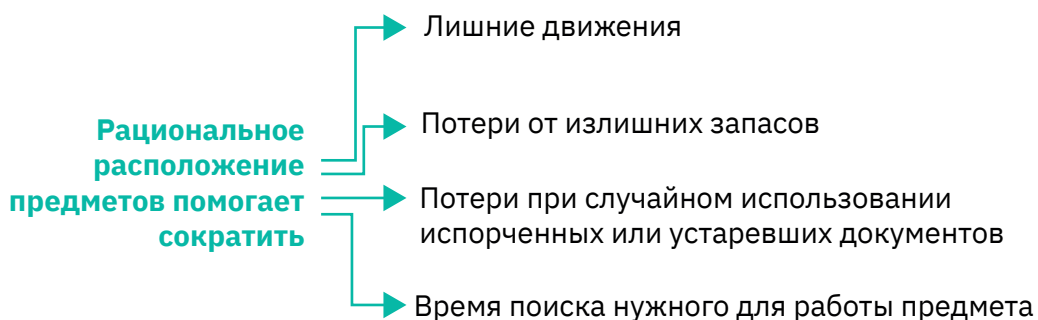 Лишние движения
Рациональное
расположение
предметов помогает
сократить
Потери от излишних запасов
Потери при случайном использовании
испорченных или устаревших документов
Время поиска нужного для работы предмета